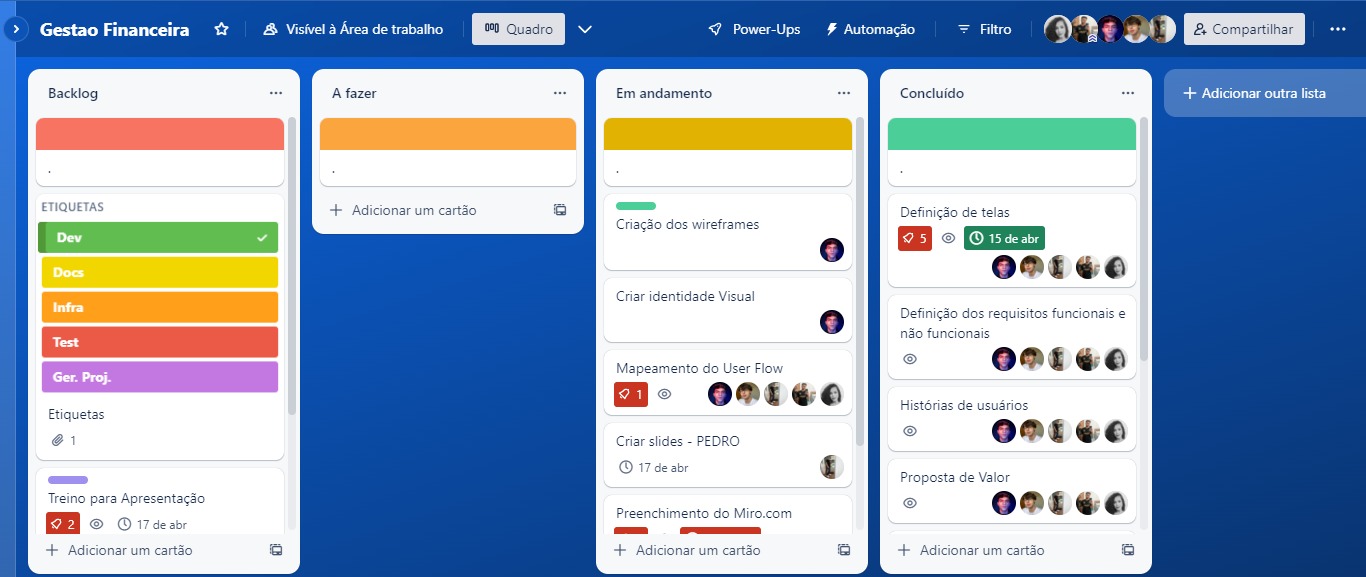 Gestao Financeira
Visível à Área de trabalho
Quadro
Power-Ups
Automação
Filtro
Compartilhar
Backlog
.
ETIQUETAS
Dev
Docs
Infra
Test
Ger. Proj.
Etiquetas
1
Treino para Apresentação
2
17 de abr
Adicionar um cartão
A fazer
.
Adicionar um cartão
Em andamento
.
Criação dos wireframes
Criar identidade Visual
Mapeamento do User Flow
1
Criar slides - PEDRO
17 de abr
Preenchimento do Miro.com
Adicionar um cartão
Concluído
.
Definição de telas
5
15 de abr
Definição dos requisitos funcionais e
não funcionais
Histórias de usuários
Proposta de Valor
Adicionar um cartão
Adicionar outra lista